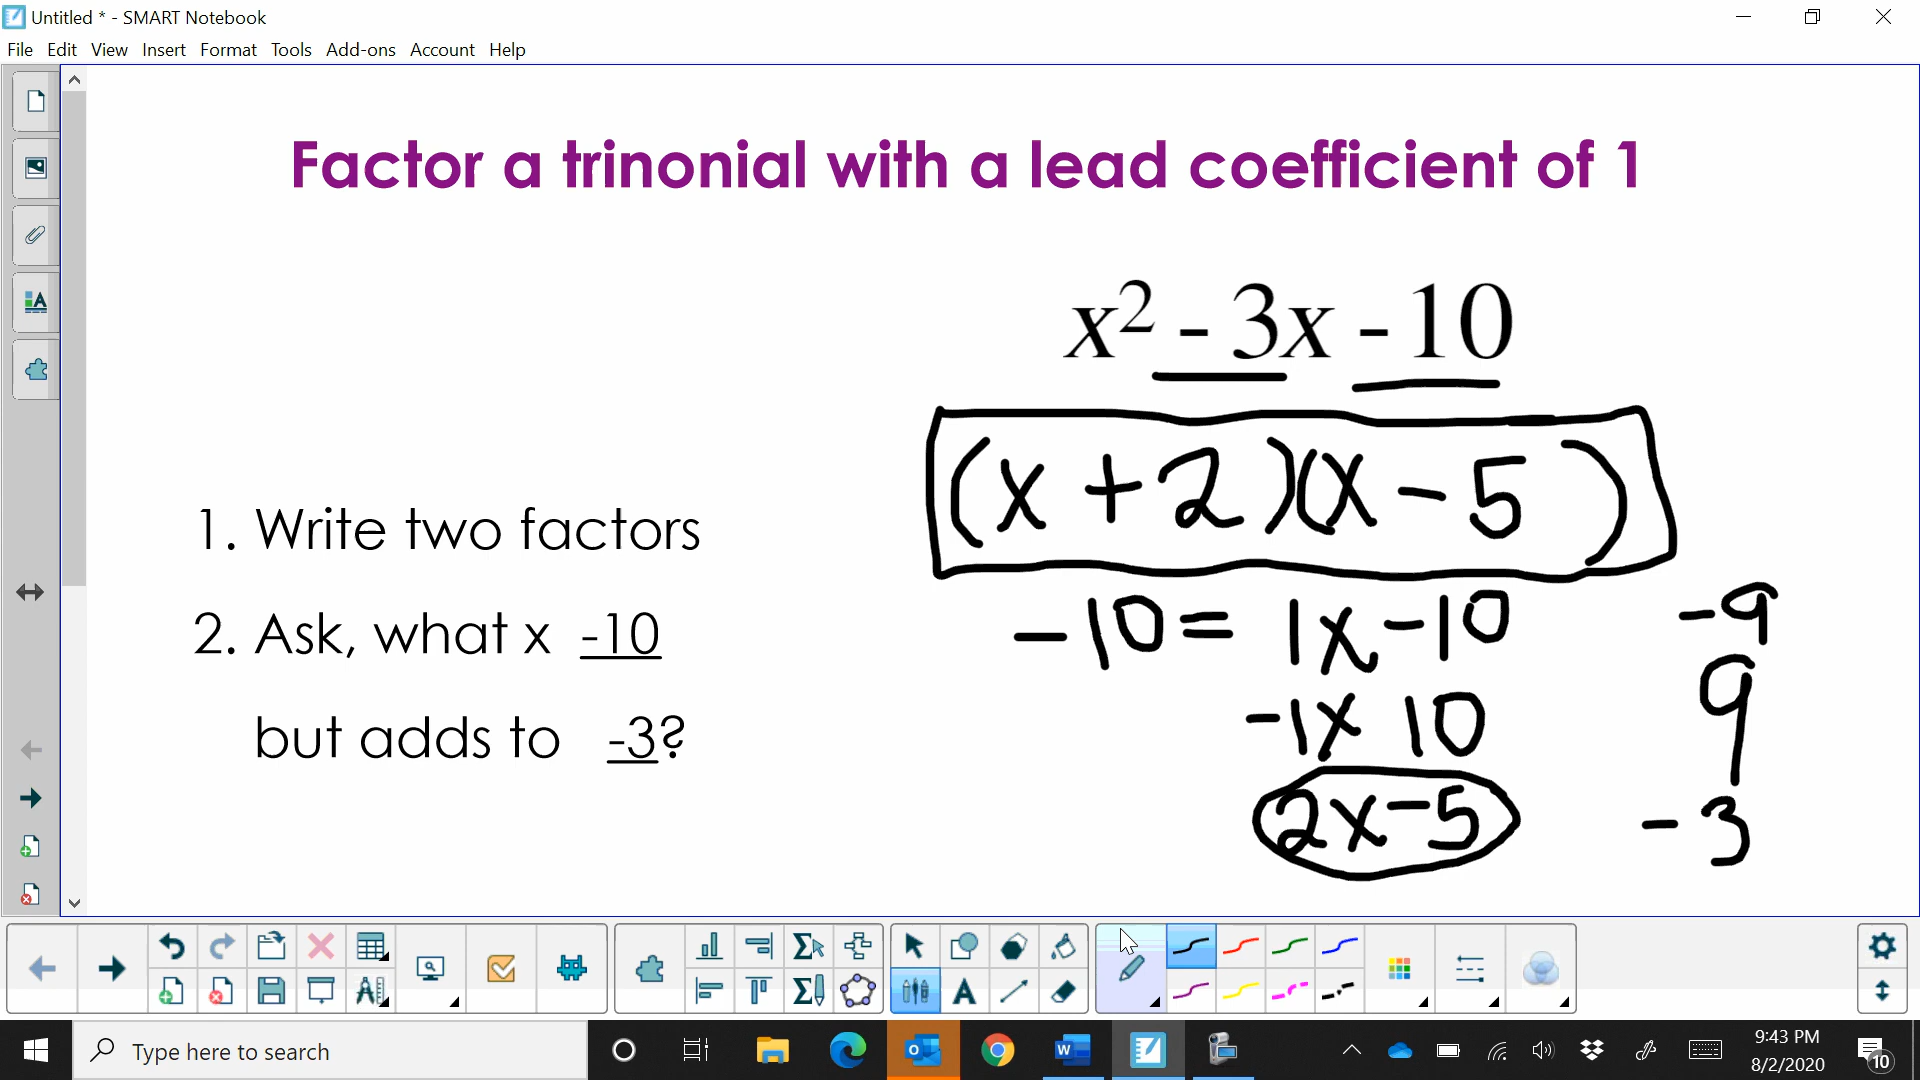 Untitled * - SMART Notebook
File Edit View Insert Format Tools Add-ons Account Help
Factor a trinonial with a lead coefficient of 1
x² - 3x - 10
(x + 2)(x - 5 )
1. Write two factors
-10 = 1x -10 -9
2. Ask, what x -10
-1x 10 9
but adds to -3?
2x -5 -3
Type here to search
9:43 PM
8/2/2020
10